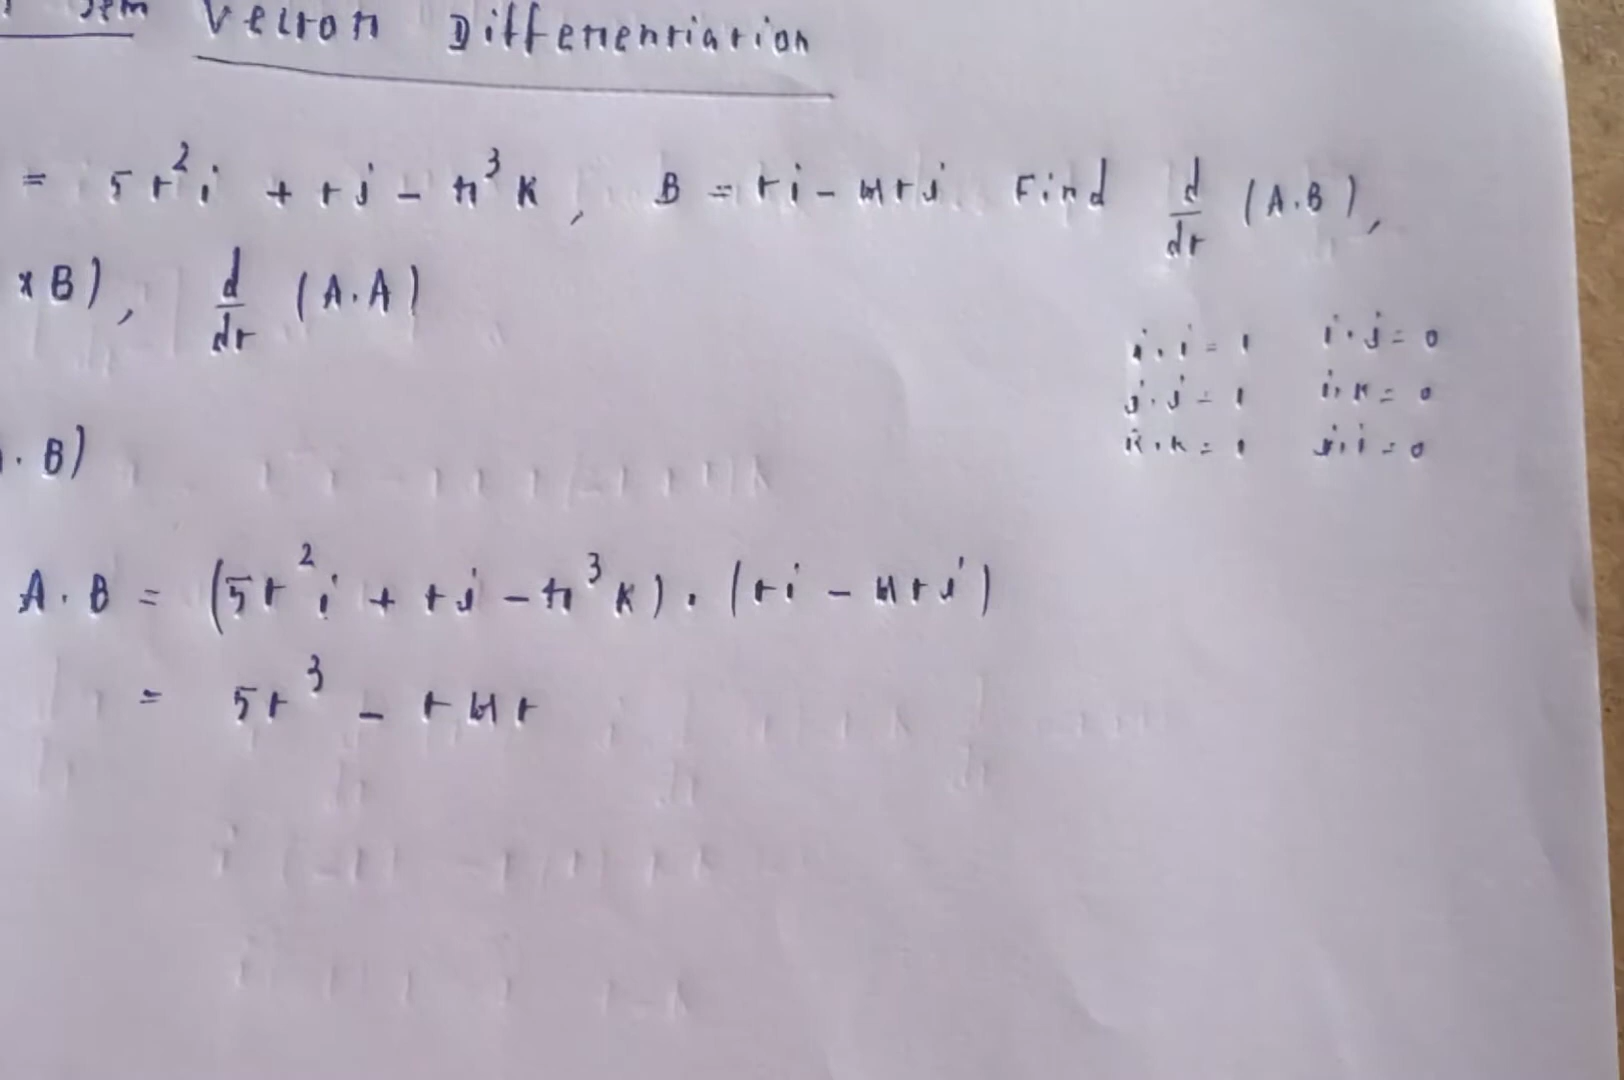 Sem Vector Differentiation
= 5t²i + tj - t³k, B = ti - 4tj Find d/dt (A.B),
x B), d/dt (A.A)
i.i = 1 i.j = 0
j.j = 1 i.k = 0
k.k = 1 j.i = 0
. B)
A.B = (5t²i + tj - t³k).(ti - 4tj)
= 5t³ - t4t